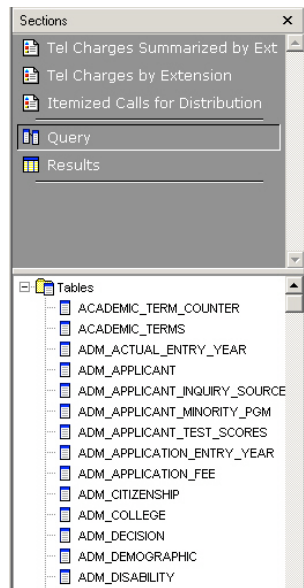 Sections
Tel Charges Summarized by Ext
Tel Charges by Extension
Itemized Calls for Distribution
Query
Results
Tables
ACADEMIC_TERM_COUNTER
ACADEMIC_TERMS
ADM_ACTUAL_ENTRY_YEAR
ADM_APPLICANT
ADM_APPLICANT_INQUIRY_SOURCE
ADM_APPLICANT_MINORITY_PGM
ADM_APPLICANT_TEST_SCORES
ADM_APPLICATION_ENTRY_YEAR
ADM_APPLICATION_FEE
ADM_CITIZENSHIP
ADM_COLLEGE
ADM_DECISION
ADM_DEMOGRAPHIC
ADM_DISABILITY